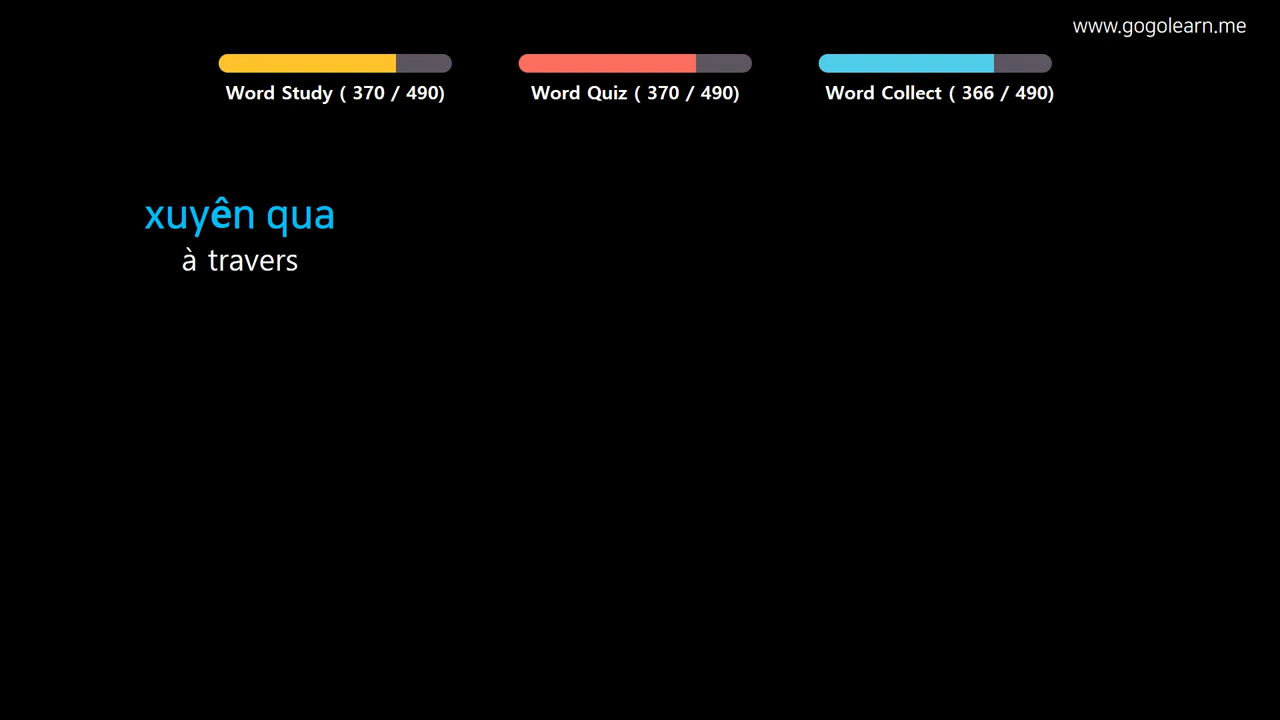 www.gogolearn.me
Word Study ( 370 / 490)
Word Quiz ( 370 / 490)
Word Collect ( 366 / 490)
xuyên qua
à travers